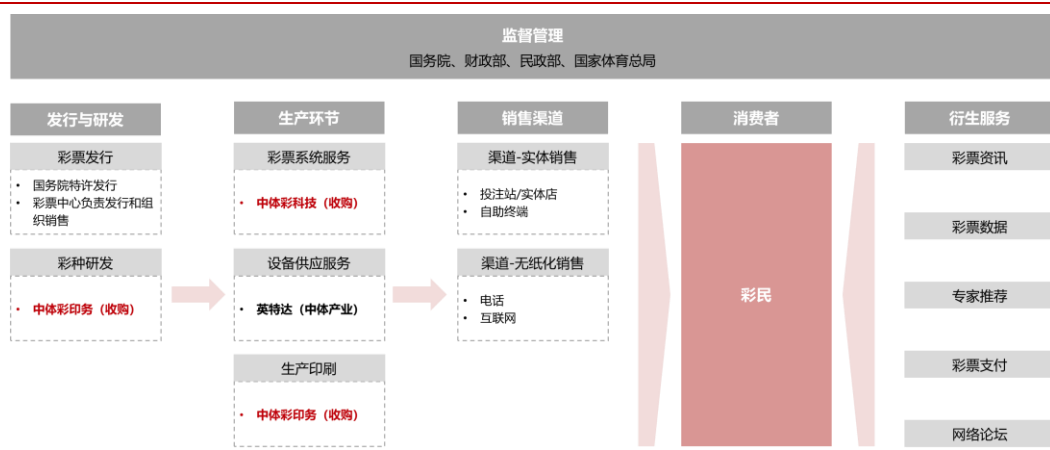 监督管理
国务院、财政部、民政部、国家体育总局
发行与研发
彩票发行
• 国务院特许发行
• 彩票中心负责发行和组
织销售
彩种研发
• 中体彩印务（收购）
生产环节
彩票系统服务
• 中体彩科技（收购）
设备供应服务
• 英特达（中体产业）
生产印刷
• 中体彩印务（收购）
销售渠道
渠道-实体销售
• 投注站/实体店
• 自助终端
渠道-无纸化销售
• 电话
• 互联网
消费者
彩民
衍生服务
彩票资讯
彩票数据
专家推荐
彩票支付
网络论坛